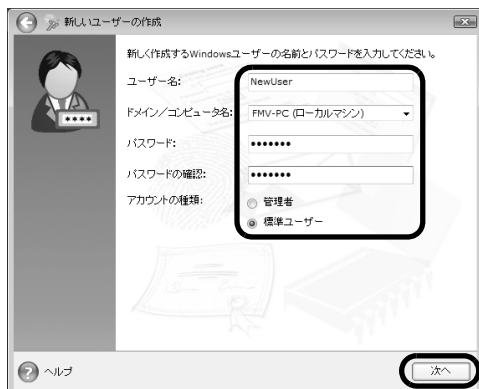 新しいユーザーの作成
新しく作成するWindowsユーザーの名前とパスワードを入力してください。
ユーザー名: NewUser
ドメイン／コンピュータ名: FMV-PC (ローカルマシン)
パスワード: •••••••
パスワードの確認: •••••••
アカウントの種類: 管理者
標準ユーザー
ヘルプ 次へ